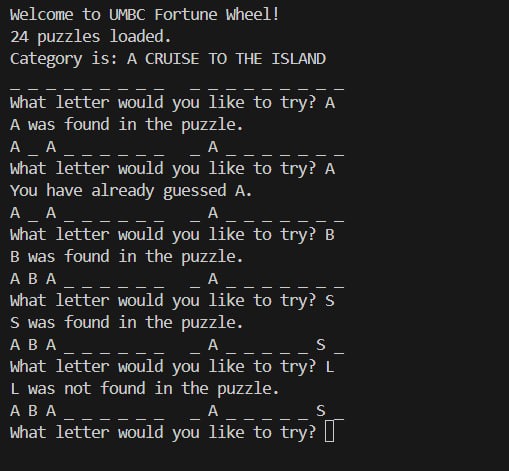 Welcome to UMBC Fortune Wheel!
24 puzzles loaded.
Category is: A CRUISE TO THE ISLAND
_ _ _ _ _ _ _ _ _   _ _ _ _ _ _ _ _ _
What letter would you like to try? A
A was found in the puzzle.
A _ A _ _ _ _ _ _   _ A _ _ _ _ _ _ _
What letter would you like to try? A
You have already guessed A.
A _ A _ _ _ _ _ _   _ A _ _ _ _ _ _ _
What letter would you like to try? B
B was found in the puzzle.
A B A _ _ _ _ _ _   _ A _ _ _ _ _ _ _
What letter would you like to try? S
S was found in the puzzle.
A B A _ _ _ _ _ _   _ A _ _ _ _ _ S _
What letter would you like to try? L
L was not found in the puzzle.
A B A _ _ _ _ _ _   _ A _ _ _ _ _ S _
What letter would you like to try?